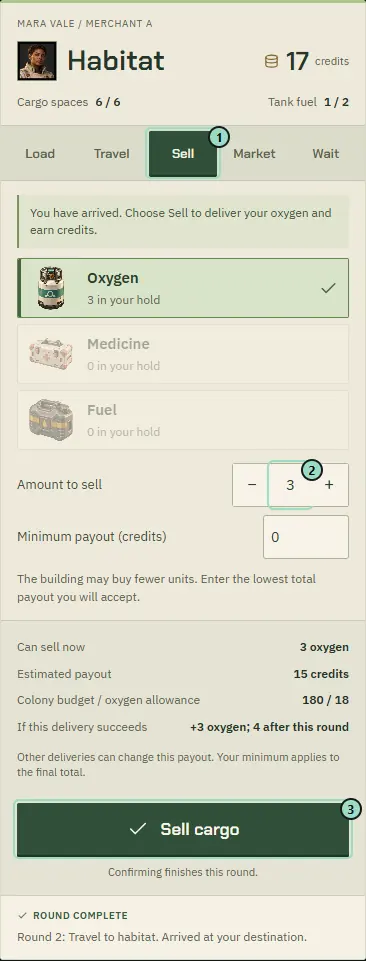 MARA VALE / MERCHANT A
Habitat
17 credits
Cargo spaces 6 / 6
Tank fuel 1 / 2
Load
Travel
Sell
1
Market
Wait
You have arrived. Choose Sell to deliver your oxygen and
earn credits.
Oxygen
3 in your hold
Medicine
0 in your hold
Fuel
0 in your hold
Amount to sell
− 3 +
2
Minimum payout (credits)
0
The building may buy fewer units. Enter the lowest total
payout you will accept.
Can sell now 3 oxygen
Estimated payout 15 credits
Colony budget / oxygen allowance 180 / 18
If this delivery succeeds +3 oxygen; 4 after this round
Other deliveries can change this payout. Your minimum applies to
the final total.
3
Sell cargo
Confirming finishes this round.
ROUND COMPLETE
Round 2: Travel to habitat. Arrived at your destination.